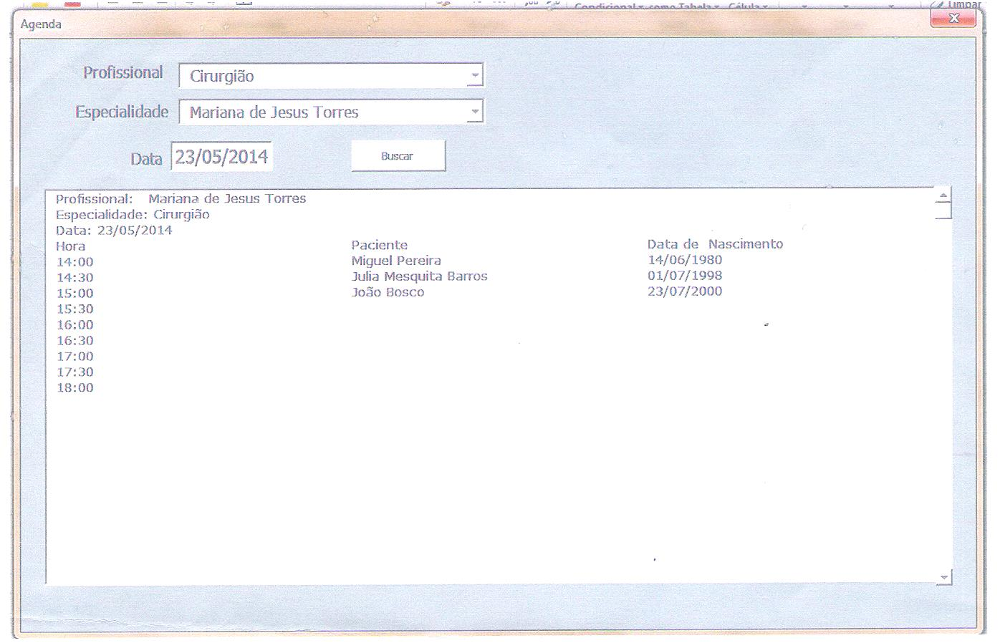 Condicional como Tabela Célula Limpar
Agenda
Profissional Cirurgião
Especialidade Mariana de Jesus Torres
Data 23/05/2014 Buscar
Profissional: Mariana de Jesus Torres
Especialidade: Cirurgião
Data: 23/05/2014
Hora Paciente Data de Nascimento
14:00 Miguel Pereira 14/06/1980
14:30 Julia Mesquita Barros 01/07/1998
15:00 João Bosco 23/07/2000
15:30
16:00
16:30
17:00
17:30
18:00